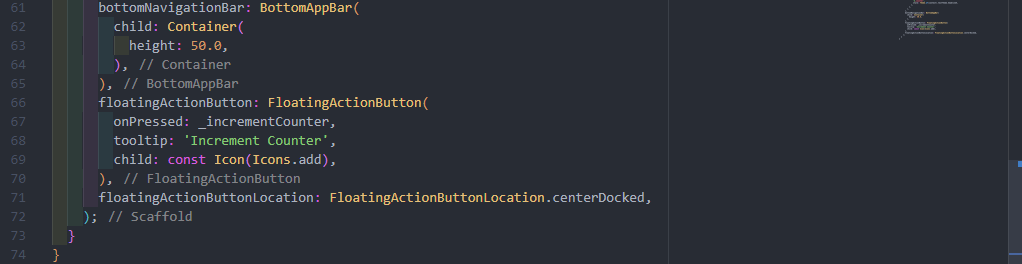 61 bottomNavigationBar: BottomAppBar(
62 child: Container(
63 height: 50.0,
64 ), // Container
65 ), // BottomAppBar
66 floatingActionButton: FloatingActionButton(
67 onPressed: _incrementCounter,
68 tooltip: 'Increment Counter',
69 child: const Icon(Icons.add),
70 ), // FloatingActionButton
71 floatingActionButtonLocation: FloatingActionButtonLocation.centerDocked,
72 ); // Scaffold
73 }
74 }